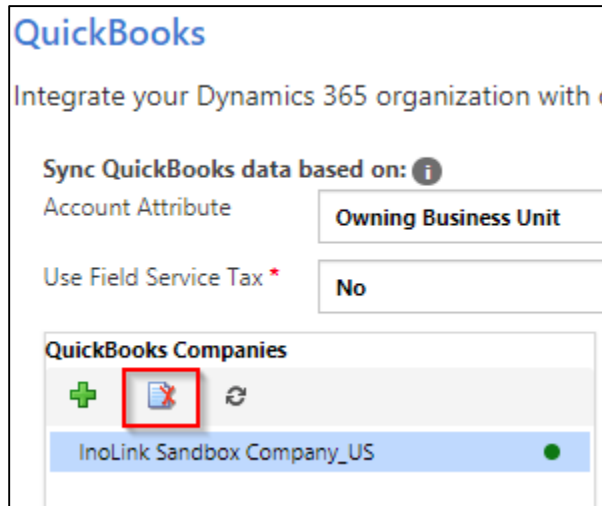 QuickBooks
Integrate your Dynamics 365 organization with
Sync QuickBooks data based on: i
Account Attribute
Owning Business Unit
Use Field Service Tax *
No
QuickBooks Companies
InoLink Sandbox Company_US